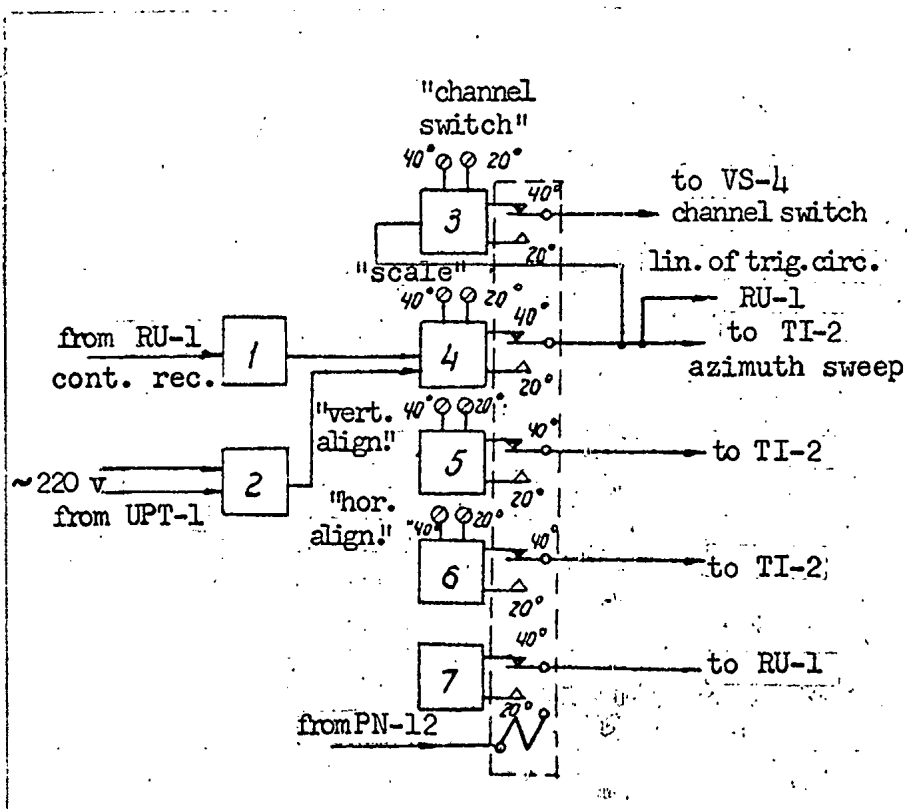 "channel
switch"
40° 20°
3
40°
20°
to VS-4
channel switch
"scale"
40° 20°
lin. of trig. circ.
RU-1
to TI-2
azimuth sweep
from RU-1
cont. rec.
1
4
40°
20°
"vert.
align."
40° 20°
5
40°
20°
to TI-2
~220 v
from UPT-1
2
"hor.
align."
40° 20°
6
40°
20°
to TI-2
7
40°
20°
to RU-1
from PN-12